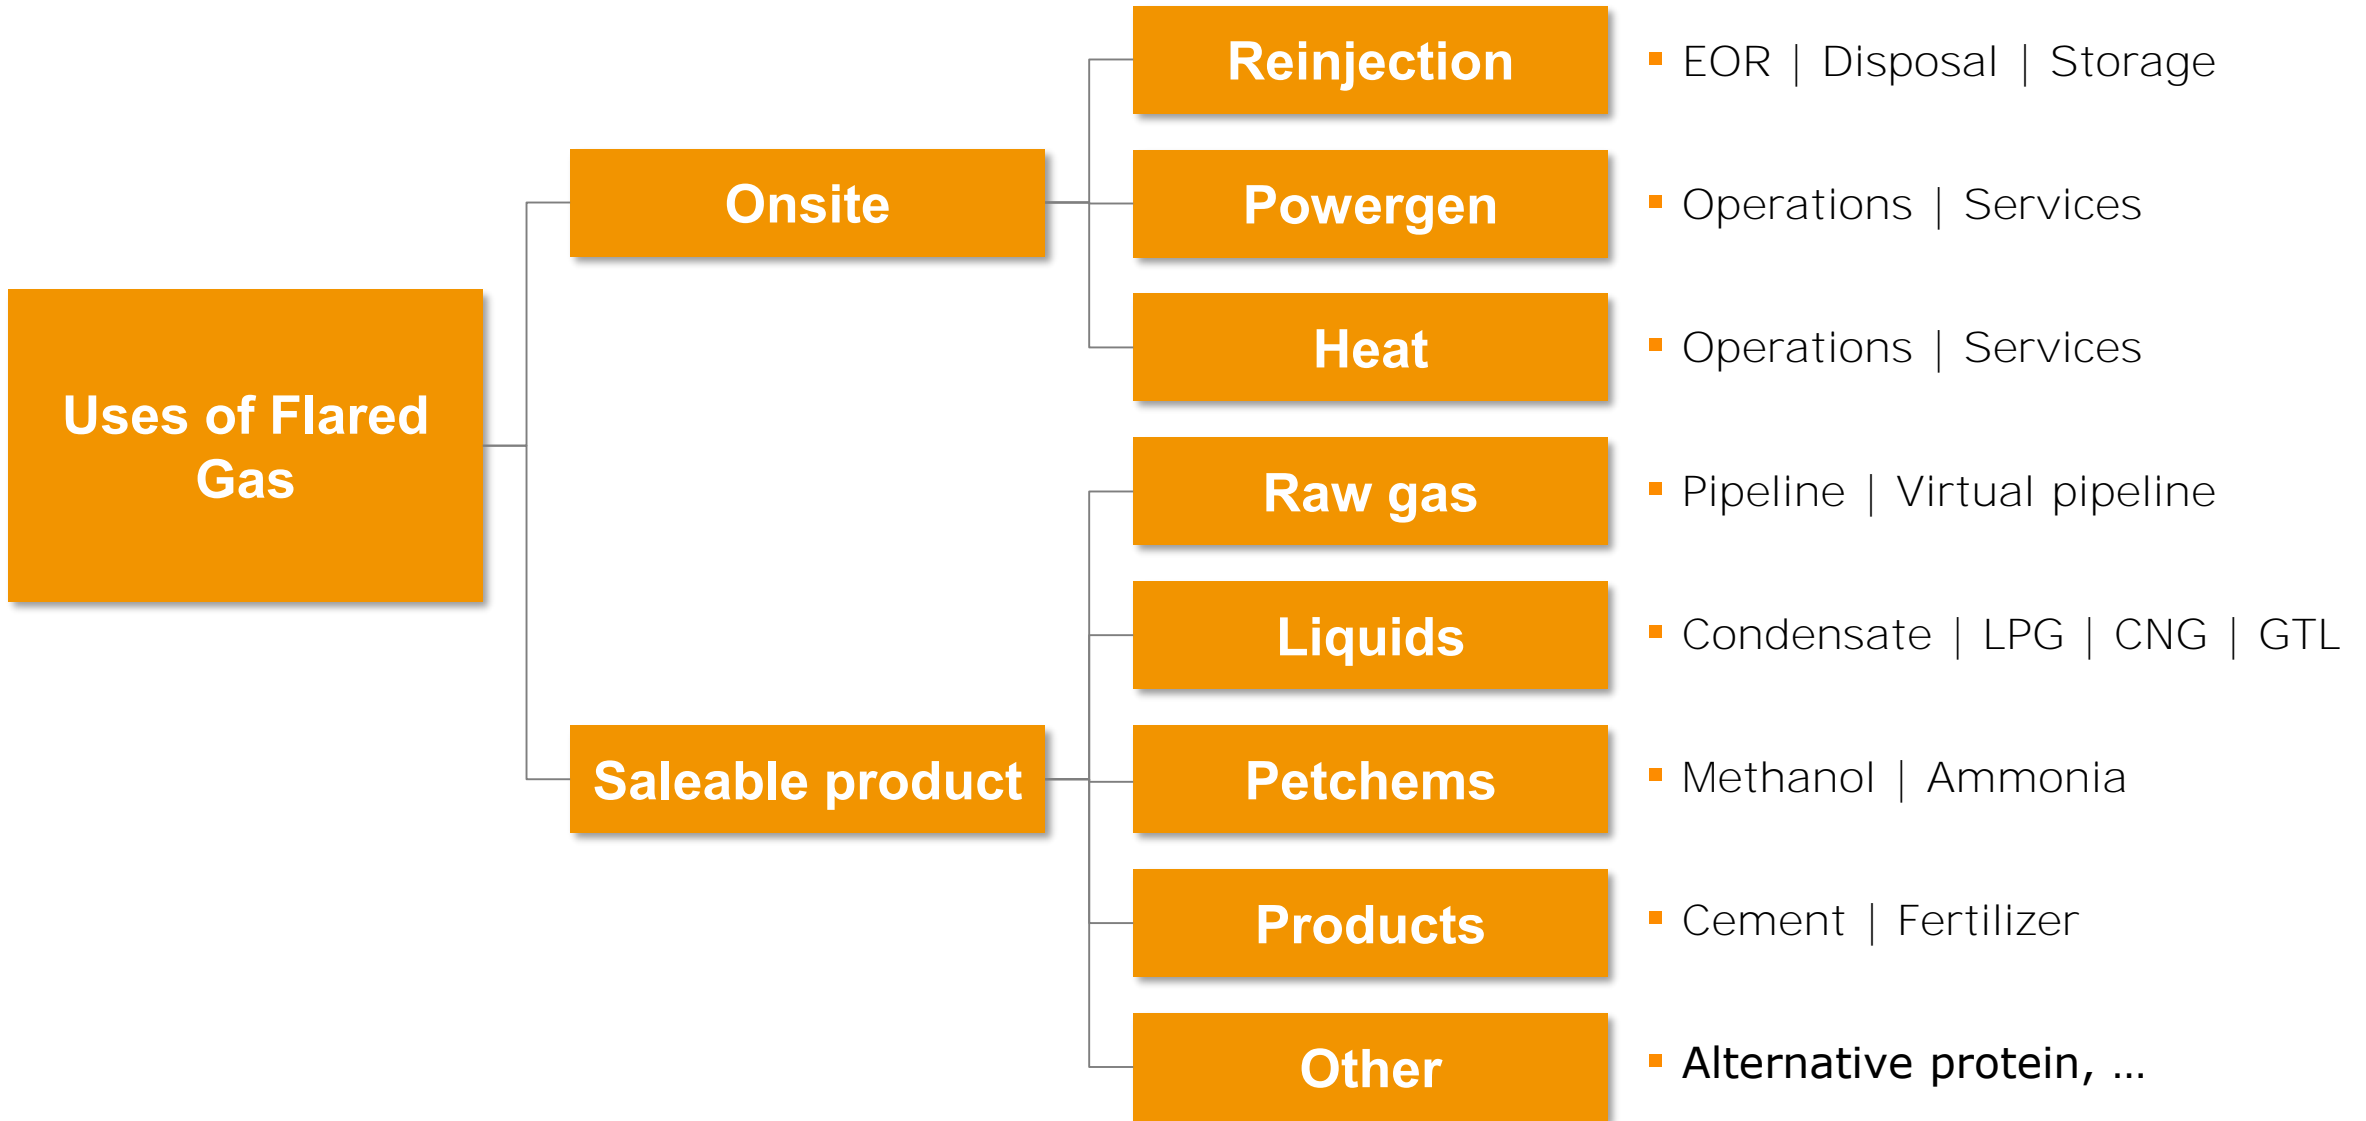 Uses of Flared
Gas
Onsite
Saleable product
Reinjection
▪ EOR | Disposal | Storage
Powergen
▪ Operations | Services
Heat
▪ Operations | Services
Raw gas
▪ Pipeline | Virtual pipeline
Liquids
▪ Condensate | LPG | CNG | GTL
Petchems
▪ Methanol | Ammonia
Products
▪ Cement | Fertilizer
Other
▪ Alternative protein, ...